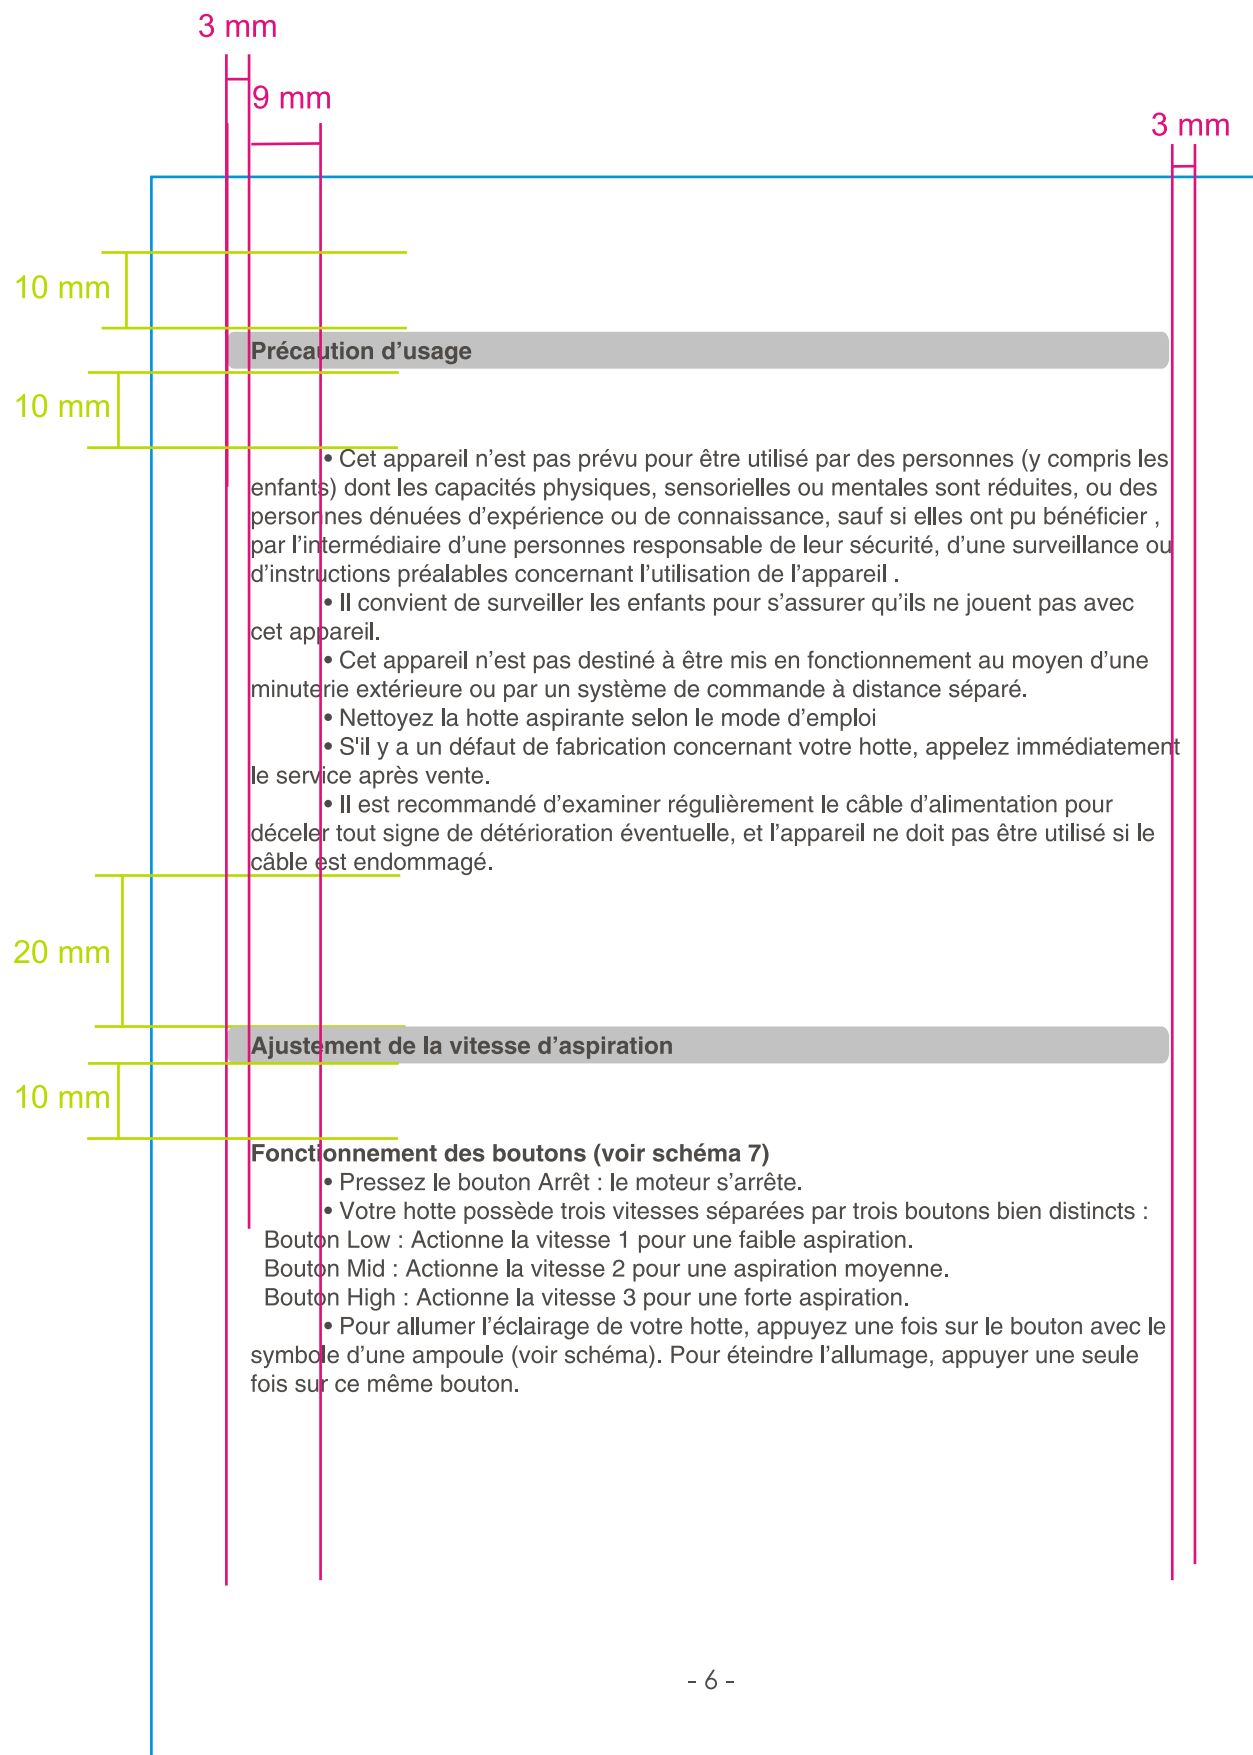 3 mm
9 mm
3 mm
10 mm
Précaution d’usage
10 mm
• Cet appareil n’est pas prévu pour être utilisé par des personnes (y compris les
enfants) dont les capacités physiques, sensorielles ou mentales sont réduites, ou des
personnes dénuées d’expérience ou de connaissance, sauf si elles ont pu bénéficier ,
par l’intermédiaire d’une personnes responsable de leur sécurité, d’une surveillance ou
d’instructions préalables concernant l’utilisation de l’appareil .
• Il convient de surveiller les enfants pour s’assurer qu’ils ne jouent pas avec
cet appareil.
• Cet appareil n’est pas destiné à être mis en fonctionnement au moyen d’une
minuterie extérieure ou par un système de commande à distance séparé.
• Nettoyez la hotte aspirante selon le mode d’emploi
• S'il y a un défaut de fabrication concernant votre hotte, appelez immédiatement
le service après vente.
• Il est recommandé d’examiner régulièrement le câble d’alimentation pour
déceler tout signe de détérioration éventuelle, et l’appareil ne doit pas être utilisé si le
câble est endommagé.
20 mm
Ajustement de la vitesse d’aspiration
10 mm
Fonctionnement des boutons (voir schéma 7)
• Pressez le bouton Arrêt : le moteur s’arrête.
• Votre hotte possède trois vitesses séparées par trois boutons bien distincts :
Bouton Low : Actionne la vitesse 1 pour une faible aspiration.
Bouton Mid : Actionne la vitesse 2 pour une aspiration moyenne.
Bouton High : Actionne la vitesse 3 pour une forte aspiration.
• Pour allumer l’éclairage de votre hotte, appuyez une fois sur le bouton avec le
symbole d’une ampoule (voir schéma). Pour éteindre l’allumage, appuyer une seule
fois sur ce même bouton.
- 6 -